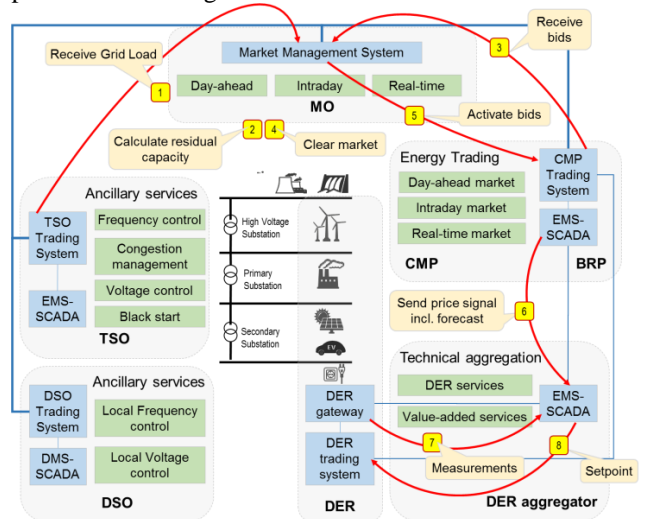 Receive
bids
Receive Grid Load
Market Management System
3
1
Day-ahead
Intraday
Real-time
MO
5
Activate bids
Calculate residual
capacity
2
4
Clear market
Energy Trading
CMP
Trading
System
Day-ahead market
Intraday market
Real-time market
EMS-
SCADA
CMP
BRP
Ancillary services
TSO
Trading
System
Frequency control
Congestion
management
Voltage control
Black start
EMS-
SCADA
TSO
High Voltage
Substation
Primary
Substation
Secondary
Substation
EV
Send price signal
incl. forecast
6
Technical aggregation
DER services
Value-added services
EMS-
SCADA
Ancillary services
DSO
Trading
System
Local Frequency
control
DMS-
SCADA
Local Voltage
control
DSO
DER
gateway
DER
trading
system
DER
7
8
Measurements
Setpoint
DER aggregator